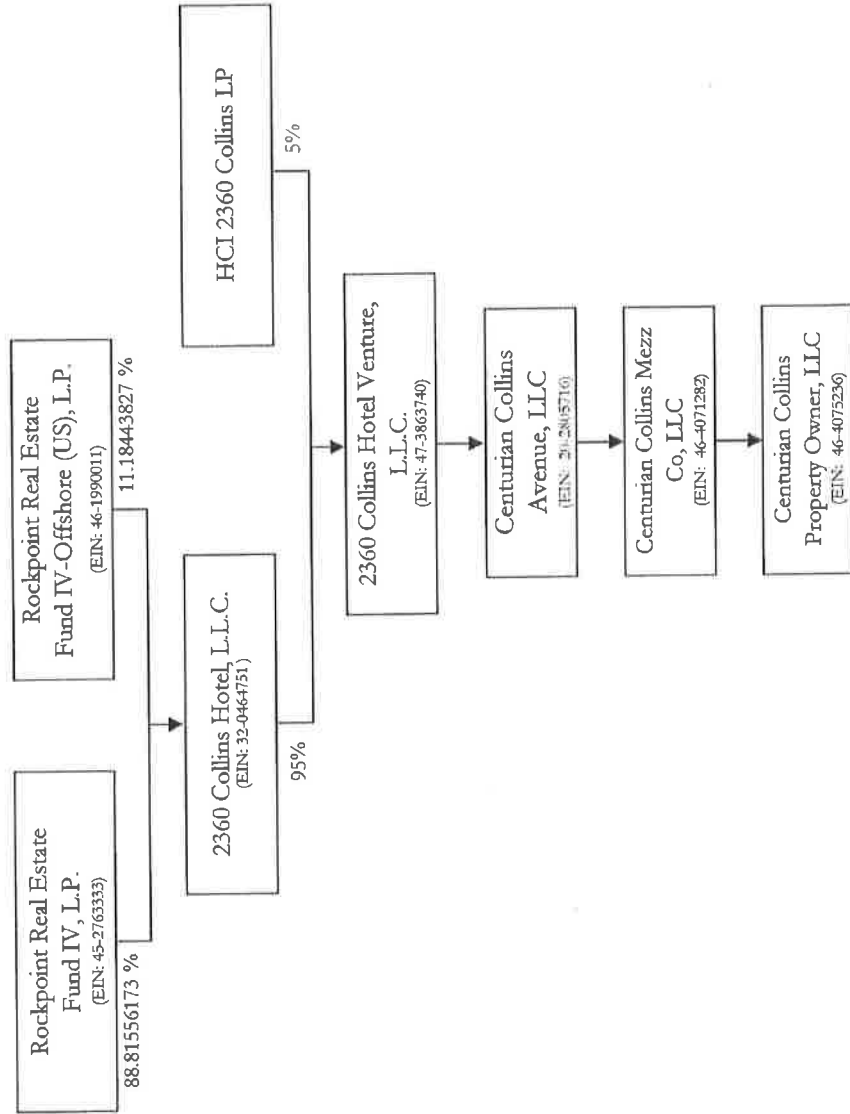 Rockpoint Real Estate
Fund IV, L.P.
(EIN: 45-2763333)
88.81556173 %
Rockpoint Real Estate
Fund IV-Offshore (US), L.P.
(EIN: 46-1990011)
11.18443827 %
2360 Collins Hotel, L.L.C.
(EIN: 32-0464751)
95%
HCI 2360 Collins LP
5%
2360 Collins Hotel Venture,
L.L.C.
(EIN: 47-3863740)
Centurian Collins
Avenue, LLC
(EIN: 20-2805716)
Centurian Collins Mezz
Co, LLC
(EIN: 46-4071282)
Centurian Collins
Property Owner, LLC
(EIN: 46-4075236)